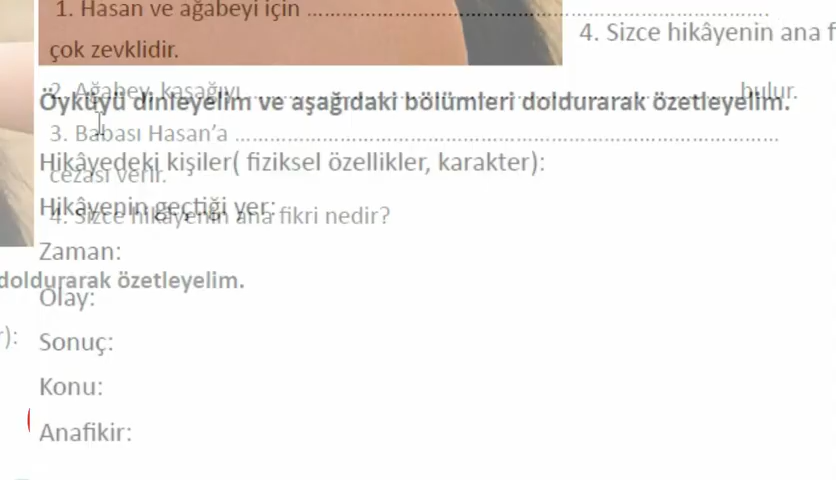 1. Hasan ve ağabeyi için ............................................................
4. Sizce hikâyenin ana f
çok zevklidir.
2. Ağabey, kaşağıyı ............................................................ bulur.
Öyküyü dinleyelim ve aşağıdaki bölümleri doldurarak özetleyelim.
3. Babası Hasan’a ............................................................
Hikâyedeki kişiler( fiziksel özellikler, karakter):
cezası verir.
Hikâyenin geçtiği yer:
4. Sizce hikâyenin ana fikri nedir?
Zaman:
doldurarak özetleyelim.
Olay:
r):
Sonuç:
Konu:
Anafikir: